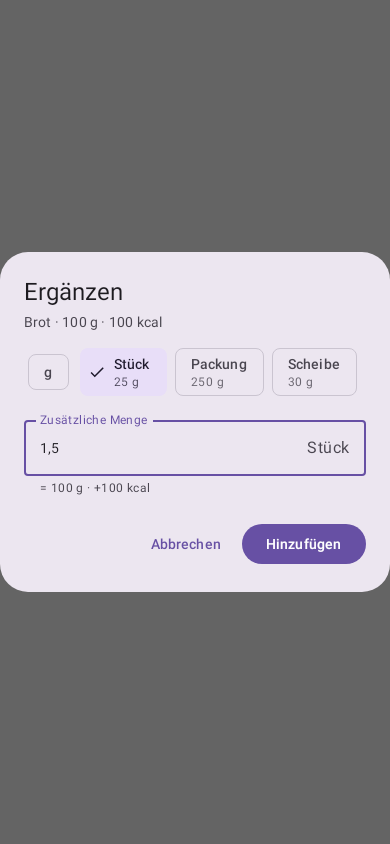 Ergänzen
Brot · 100 g · 100 kcal
g
Stück
25 g
Packung
250 g
Scheibe
30 g
Zusätzliche Menge
1,5
Stück
= 100 g · +100 kcal
Abbrechen
Hinzufügen